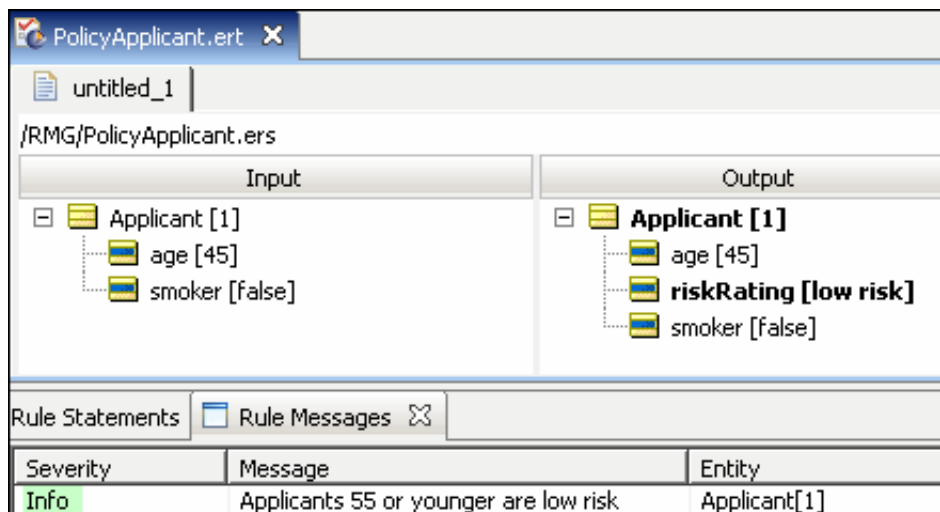 PolicyApplicant.ert
untitled_1
/RMG/PolicyApplicant.ers
Input Output
Applicant [1] Applicant [1]
age [45] age [45]
smoker [false] riskRating [low risk]
smoker [false]
Rule Statements Rule Messages
Severity Message Entity
Info Applicants 55 or younger are low risk Applicant[1]